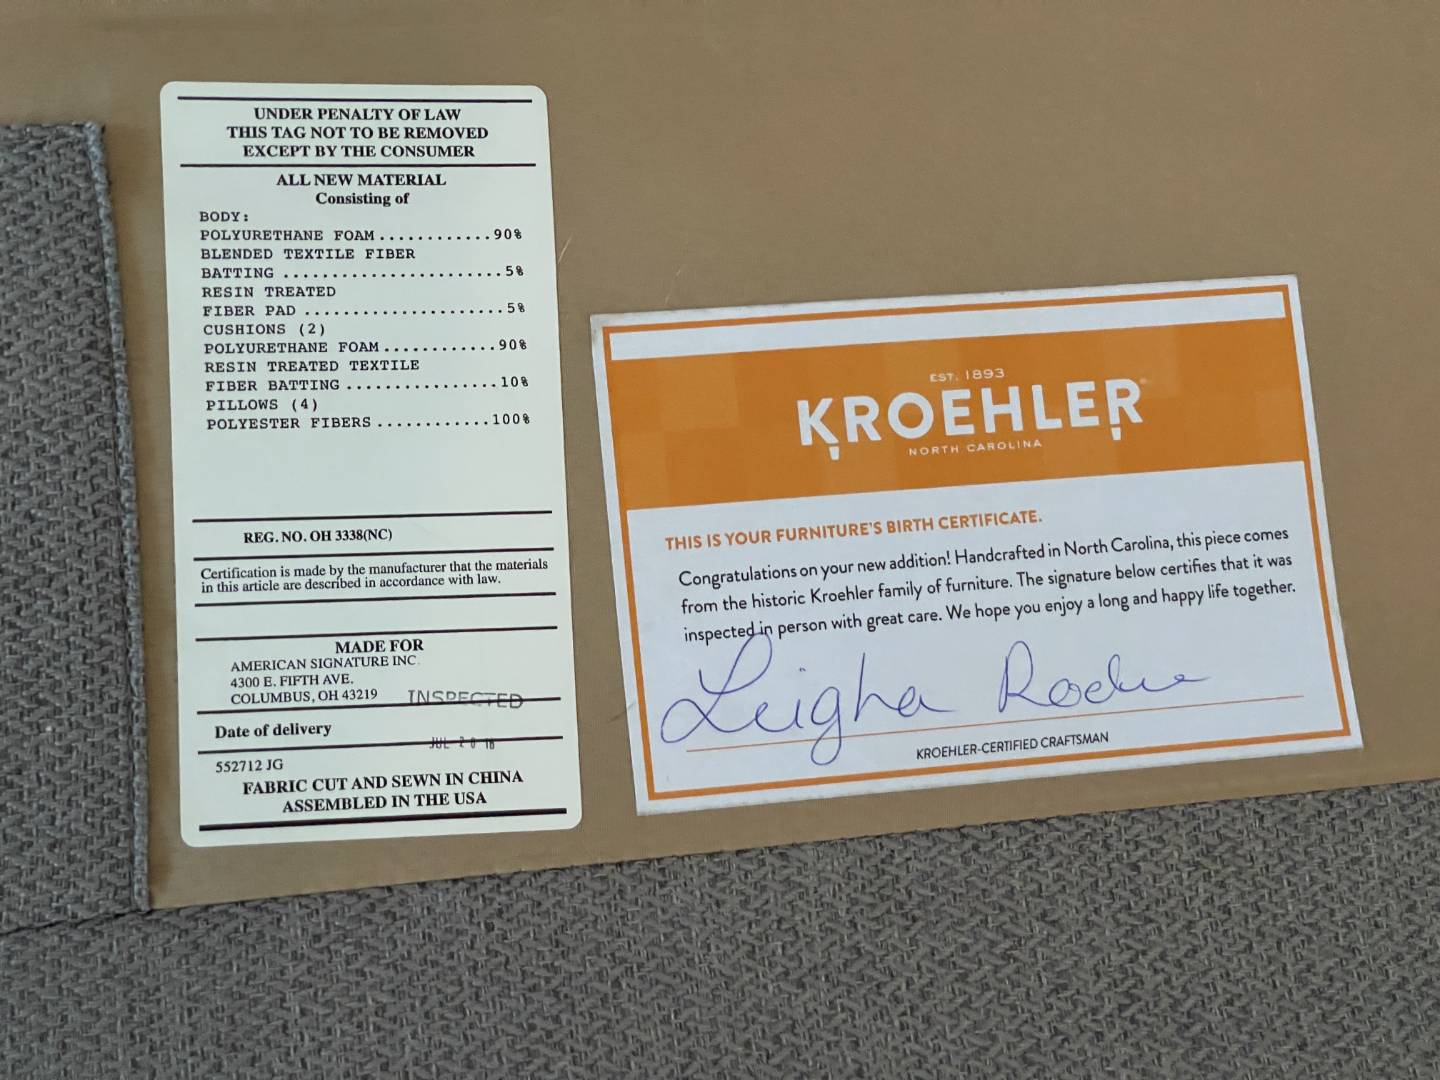 UNDER PENALTY OF LAW
THIS TAG NOT TO BE REMOVED
EXCEPT BY THE CONSUMER
ALL NEW MATERIAL
Consisting of
BODY:
POLYURETHANE FOAM............90%
BLENDED TEXTILE FIBER
BATTING .......................5%
RESIN TREATED
FIBER PAD .....................5%
CUSHIONS (2)
POLYURETHANE FOAM............90%
RESIN TREATED TEXTILE
FIBER BATTING ................10%
PILLOWS (4)
POLYESTER FIBERS ............100%
REG. NO. OH 3338(NC)
Certification is made by the manufacturer that the materials
in this article are described in accordance with law.
MADE FOR
AMERICAN SIGNATURE INC.
4300 E. FIFTH AVE.
COLUMBUS, OH 43219
INSPECTED
Date of delivery
JUL 20 18
552712 JG
FABRIC CUT AND SEWN IN CHINA
ASSEMBLED IN THE USA
EST. 1893
KROEHLER
NORTH CAROLINA
THIS IS YOUR FURNITURE'S BIRTH CERTIFICATE.
Congratulations on your new addition! Handcrafted in North Carolina, this piece comes
from the historic Kroehler family of furniture. The signature below certifies that it was
inspected in person with great care. We hope you enjoy a long and happy life together.
Leigha
KROEHLER-CERTIFIED CRAFTSMAN